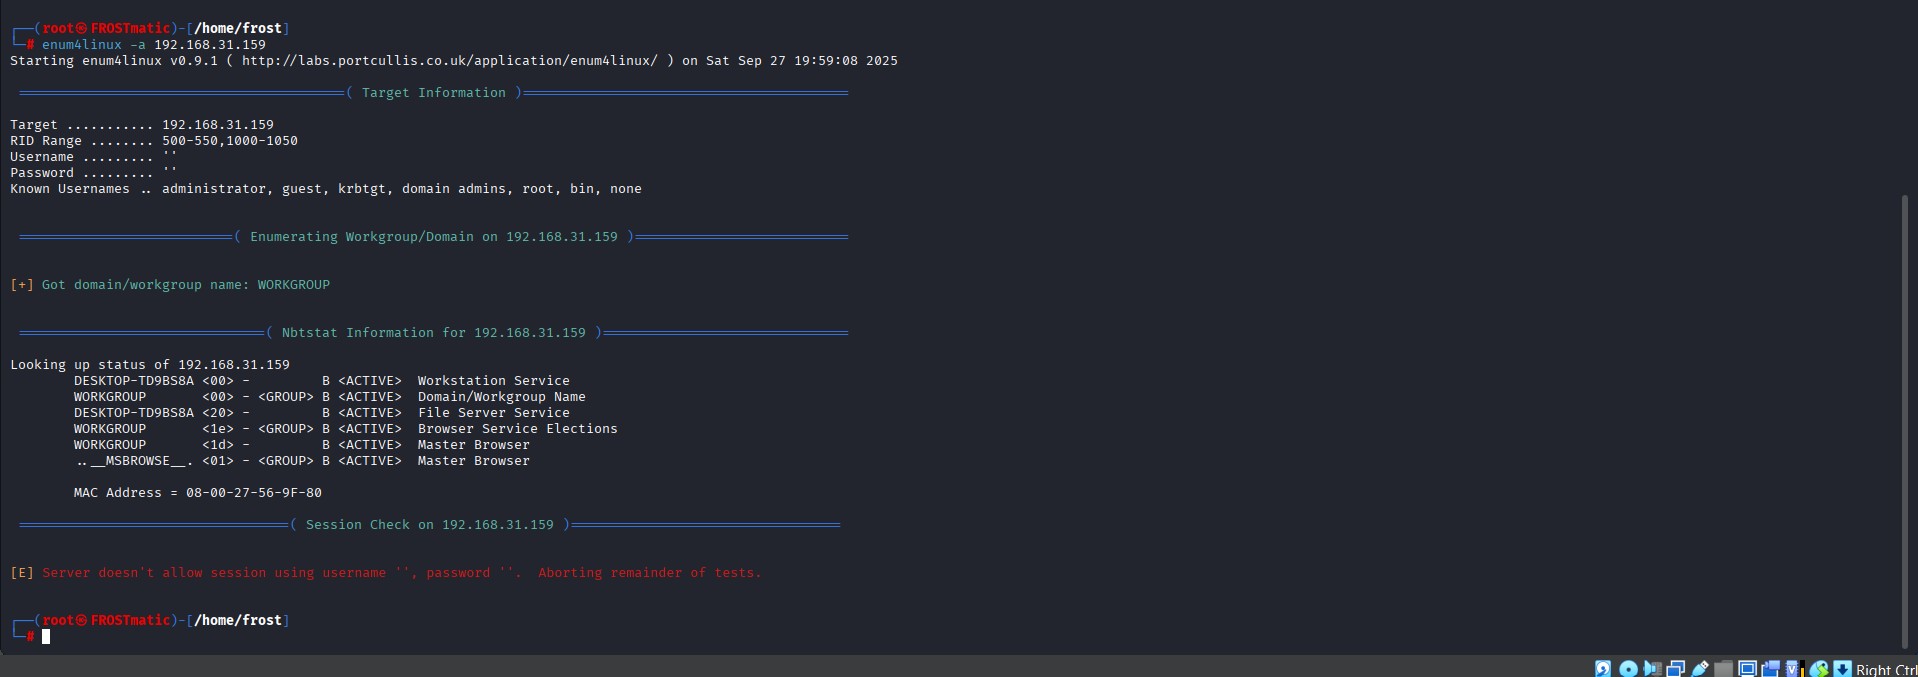 ┌──(root㉿FROSTmatic)-[/home/frost]
└─# enum4linux -a 192.168.31.159
Starting enum4linux v0.9.1 ( http://labs.portcullis.co.uk/application/enum4linux/ ) on Sat Sep 27 19:59:08 2025
=========================================( Target Information )=========================================
Target ........... 192.168.31.159
RID Range ........ 500-550,1000-1050
Username ......... ''
Password ......... ''
Known Usernames .. administrator, guest, krbtgt, domain admins, root, bin, none
===========================( Enumerating Workgroup/Domain on 192.168.31.159 )===========================
[+] Got domain/workgroup name: WORKGROUP
===============================( Nbtstat Information for 192.168.31.159 )===============================
Looking up status of 192.168.31.159
DESKTOP-TD9BS8A <00> -         B <ACTIVE>  Workstation Service
WORKGROUP       <00> - <GROUP> B <ACTIVE>  Domain/Workgroup Name
DESKTOP-TD9BS8A <20> -         B <ACTIVE>  File Server Service
WORKGROUP       <1e> - <GROUP> B <ACTIVE>  Browser Service Elections
WORKGROUP       <1d> -         B <ACTIVE>  Master Browser
..__MSBROWSE__. <01> - <GROUP> B <ACTIVE>  Master Browser
MAC Address = 08-00-27-56-9F-80
==================================( Session Check on 192.168.31.159 )==================================
[E] Server doesn't allow session using username '', password ''.  Aborting remainder of tests.
┌──(root㉿FROSTmatic)-[/home/frost]
└─#
Right Ctrl